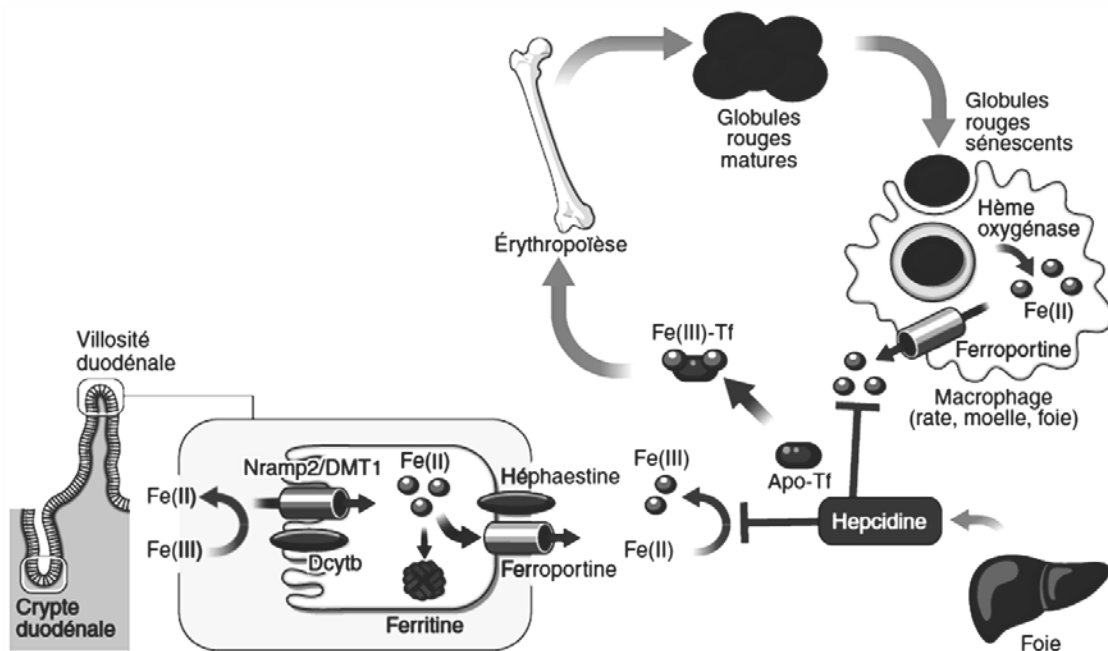 Globules
rouges
matures
Globules
rouges
sénescents
Hème
oxygénase
Fe(II)
Ferroportine
Macrophage
(rate, moelle, foie)
Érythropoïèse
Fe(III)-Tf
Apo-Tf
Villosité
duodénale
Crypte
duodénale
Fe(II)
Fe(III)
Nramp2/DMT1
Dcytb
Fe(II)
Ferritine
Héphaestine
Ferroportine
Fe(III)
Fe(II)
Hepcidine
Foie